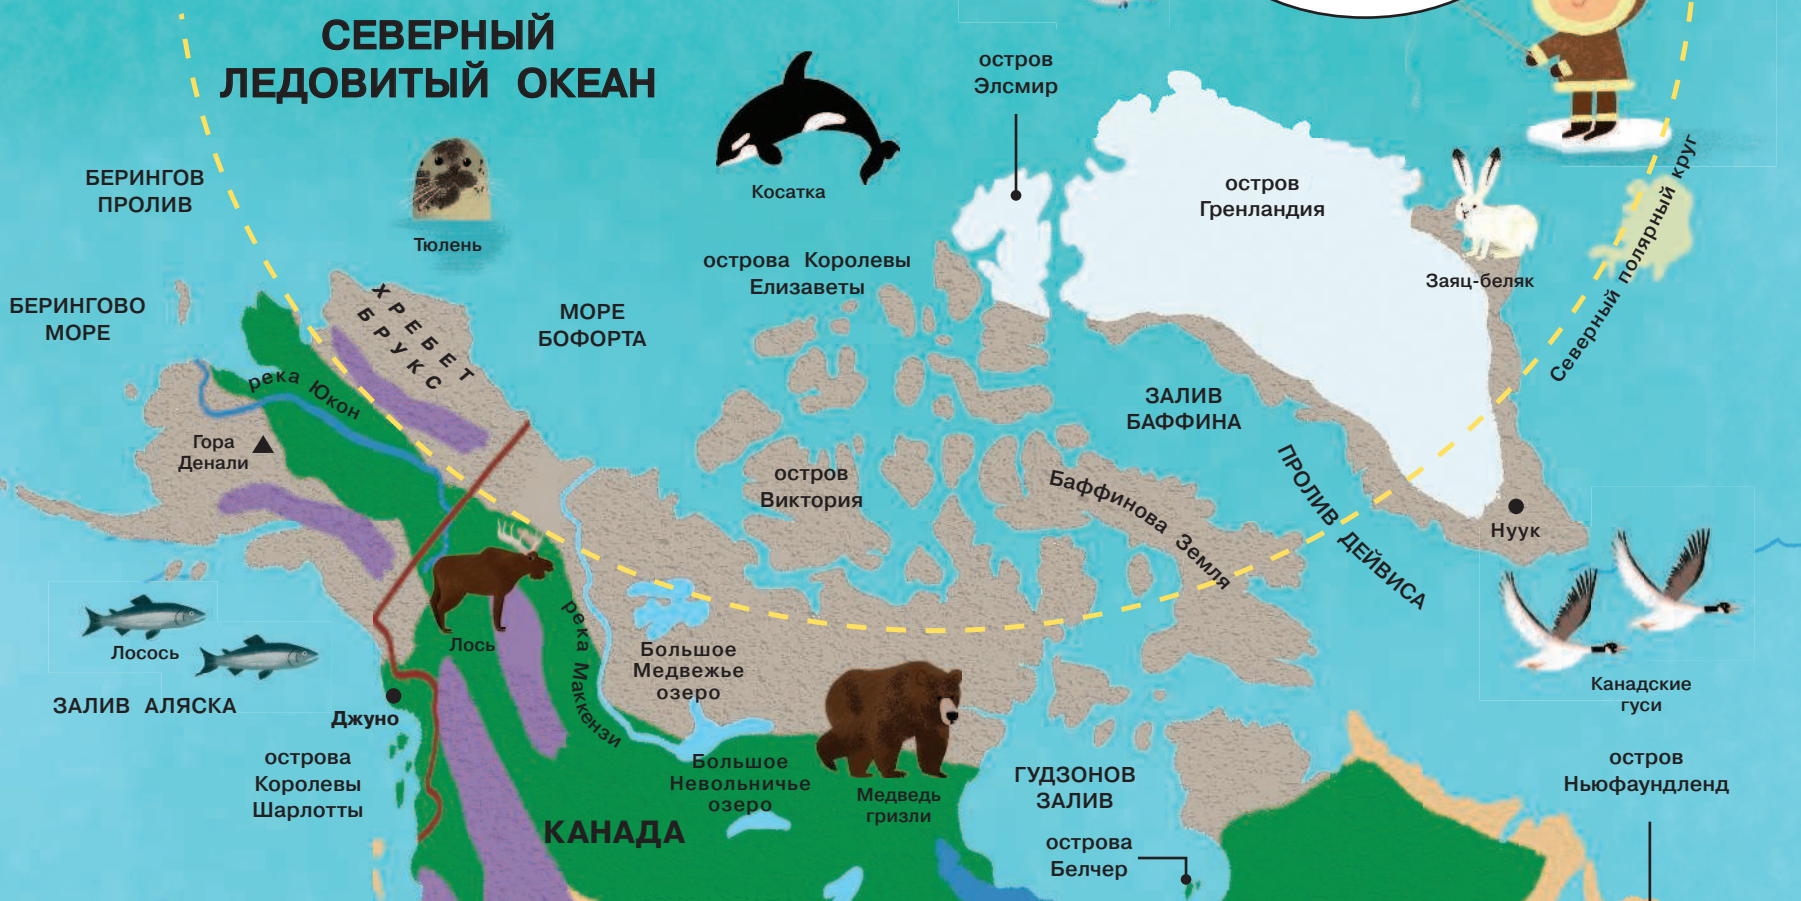 СЕВЕРНЫЙ
ЛЕДОВИТЫЙ ОКЕАН
остров
Элсмир
Косатка
БЕРИНГОВ
ПРОЛИВ
остров
Гренландия
Северный полярный круг
Тюлень
острова Королевы
Елизаветы
Заяц-беляк
БЕРИНГОВО
МОРЕ
ХРЕБЕТ
БРУКС
МОРЕ
БОФОРТА
река Юкон
ЗАЛИВ
БАФФИНА
Гора
Денали
остров
Виктория
Баффинова Земля
ПРОЛИВ ДЕЙВИСА
Нуук
Лосось
Лось
река Маккензи
Большое
Медвежье
озеро
Канадские
гуси
ЗАЛИВ АЛЯСКА
Джуно
острова
Королевы
Шарлотты
Большое
Невольничье
озеро
Медведь
гризли
ГУДЗОНОВ
ЗАЛИВ
остров
Ньюфаундленд
КАНАДА
острова
Белчер